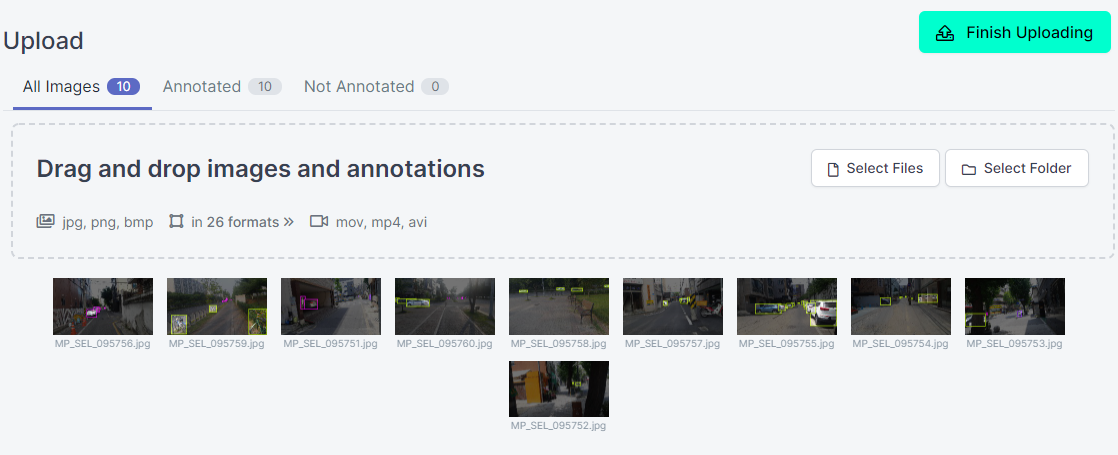 Upload
Finish Uploading
All Images 10 Annotated 10 Not Annotated 0
Drag and drop images and annotations
Select Files Select Folder
jpg, png, bmp in 26 formats » mov, mp4, avi
MP_SEL_095756.jpg MP_SEL_095759.jpg MP_SEL_095751.jpg MP_SEL_095760.jpg MP_SEL_095758.jpg MP_SEL_095757.jpg MP_SEL_095755.jpg MP_SEL_095754.jpg MP_SEL_095753.jpg
MP_SEL_095752.jpg